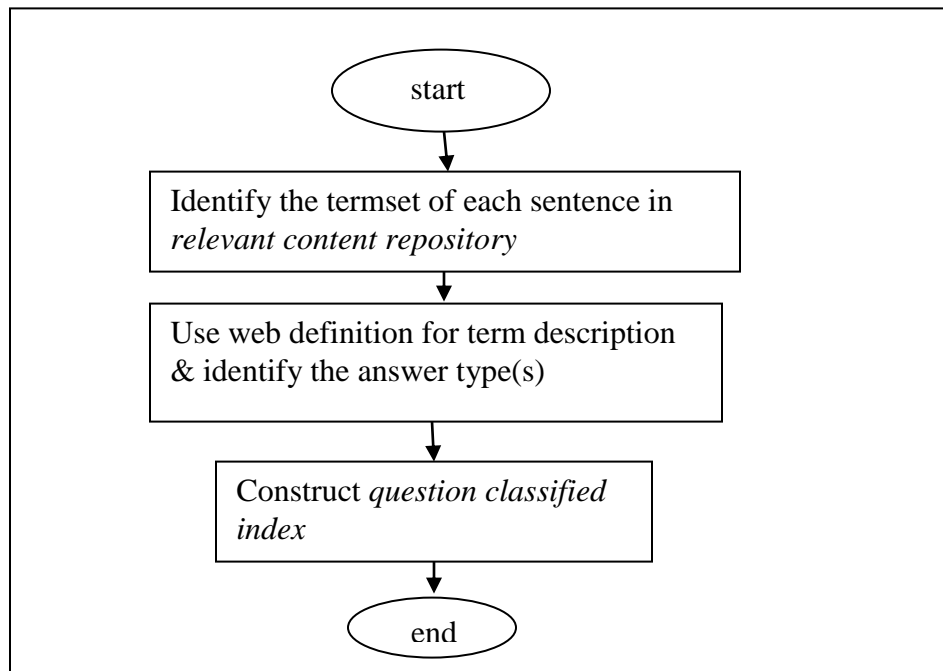 start
Identify the termset of each sentence in
relevant content repository
Use web definition for term description
& identify the answer type(s)
Construct question classified
index
end